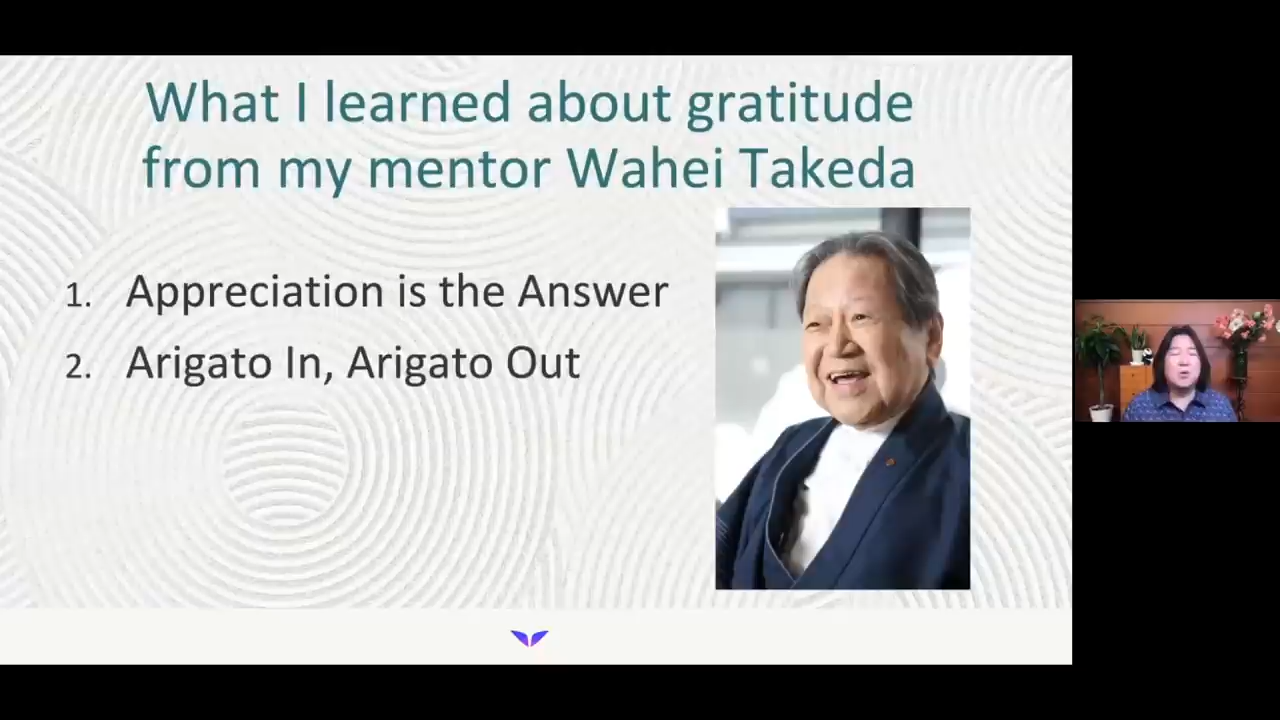 What I learned about gratitude
from my mentor Wahei Takeda
1. Appreciation is the Answer
2. Arigato In, Arigato Out